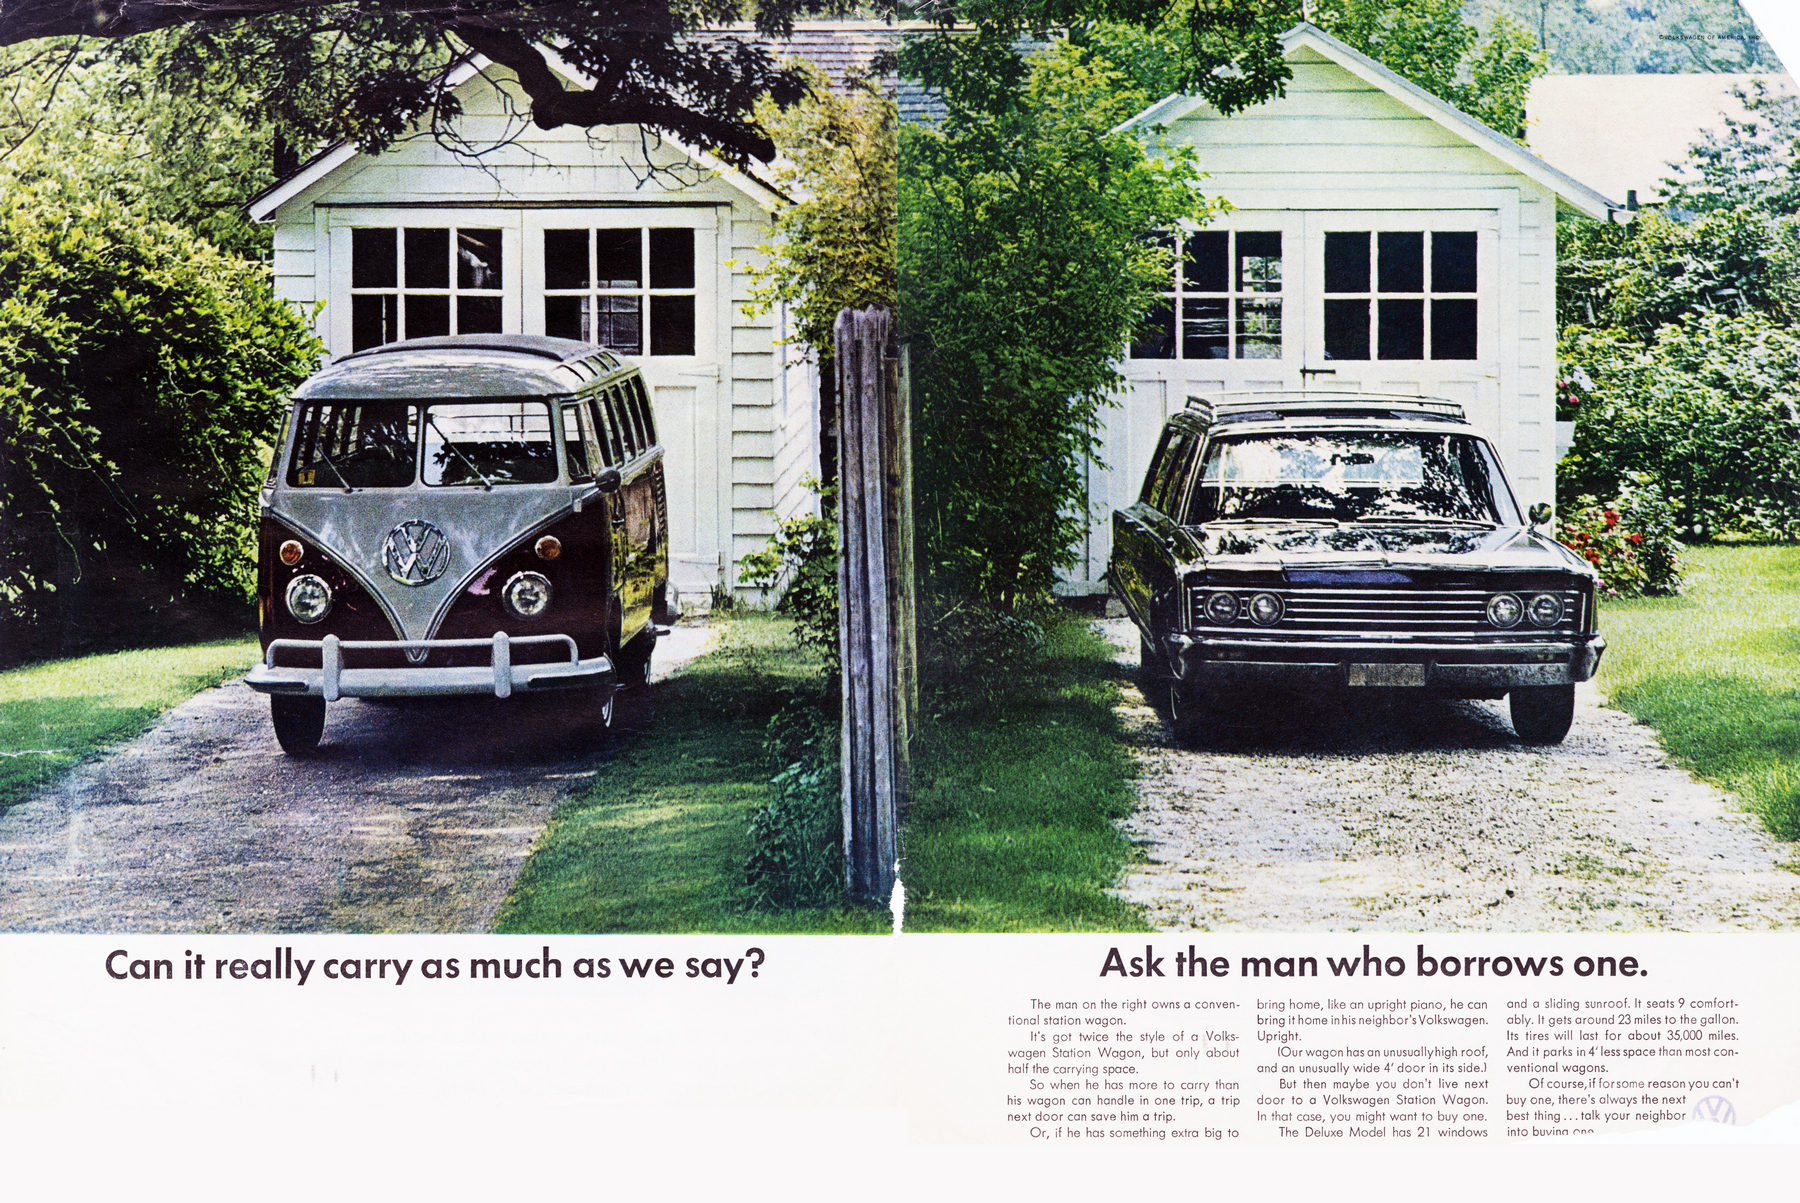 ©VOLKSWAGEN OF AMERICA, INC.
Can it really carry as much as we say?
Ask the man who borrows one.
The man on the right owns a conven-
tional station wagon.
It's got twice the style of a Volks-
wagen Station Wagon, but only about
half the carrying space.
So when he has more to carry than
his wagon can handle in one trip, a trip
next door can save him a trip.
Or, if he has something extra big to
bring home, like an upright piano, he can
bring it home in his neighbor's Volkswagen.
Upright.
(Our wagon has an unusually high roof,
and an unusually wide 4' door in its side.)
But then maybe you don't live next
door to a Volkswagen Station Wagon.
In that case, you might want to buy one.
The Deluxe Model has 21 windows
and a sliding sunroof. It seats 9 comfort-
ably. It gets around 23 miles to the gallon.
Its tires will last for about 35,000 miles.
And it parks in 4' less space than most con-
ventional wagons.
Of course, if for some reason you can't
buy one, there's always the next
best thing...talk your neighbor
into buying one